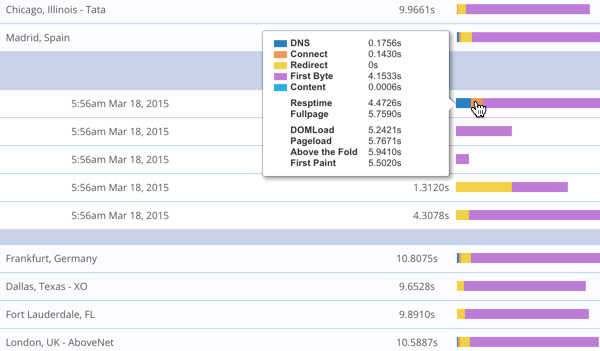 Chicago, Illinois - Tata 9.9661s
Madrid, Spain
DNS 0.1756s
Connect 0.1430s
Redirect 0s
First Byte 4.1533s
Content 0.0006s
Resptime 4.4726s
Fullpage 5.7590s
DOMLoad 5.2421s
Pageload 5.7671s
Above the Fold 5.9410s
First Paint 5.5020s
5:56am Mar 18, 2015
5:56am Mar 18, 2015
5:56am Mar 18, 2015
5:56am Mar 18, 2015 1.3120s
5:56am Mar 18, 2015 4.3078s
Frankfurt, Germany 10.8075s
Dallas, Texas - XO 9.6528s
Fort Lauderdale, FL 9.8910s
London, UK - AboveNet 10.5887s